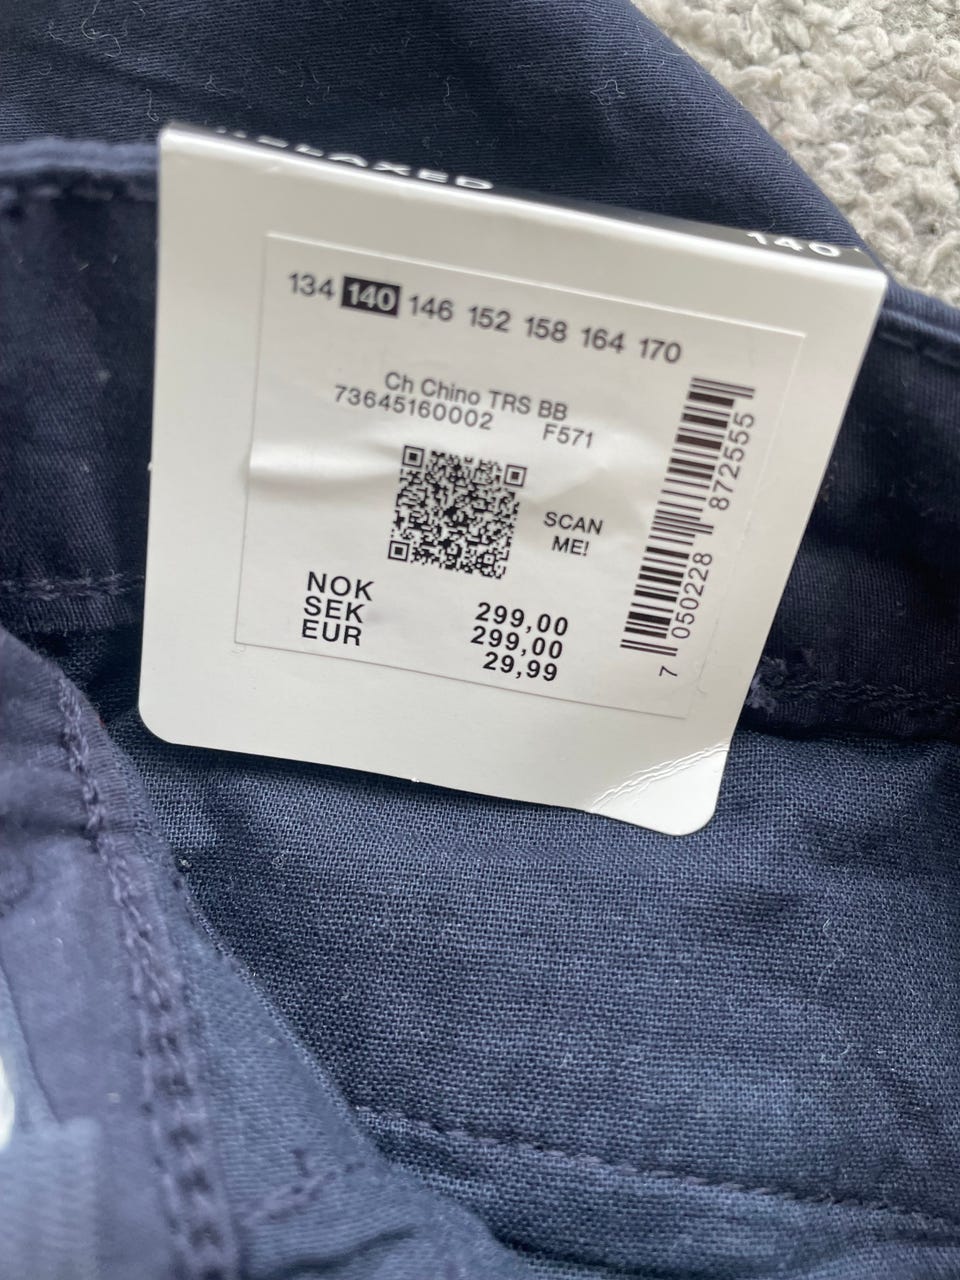 RELAXED
140
134 140 146 152 158 164 170
Ch Chino TRS BB
73645160002 F571
SCAN
ME!
NOK 299,00
SEK 299,00
EUR 29,99
7 050228 872555